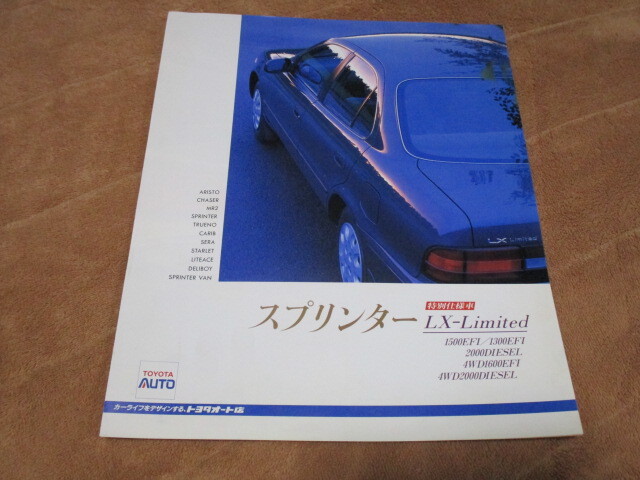 ARISTO
CHASER
MR2
SPRINTER
TRUENO
CARIB
SERA
STARLET
LITEACE
DELIBOY
SPRINTER VAN
LX
スプリンター
特別仕様車
LX-Limited
1500EFI/1300EFI
2000DIESEL
4WD1600EFI
4WD2000DIESEL
TOYOTA
AUTO
カーライフをデザインする、トヨタオート店